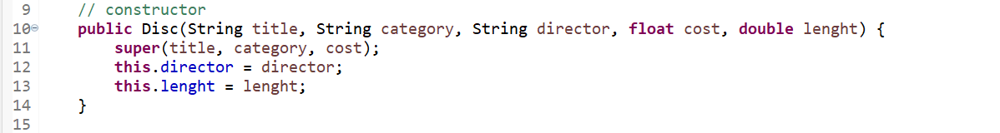 9 // constructor
10 public Disc(String title, String category, String director, float cost, double lenght) {
11 super(title, category, cost);
12 this.director = director;
13 this.lenght = lenght;
14 }
15